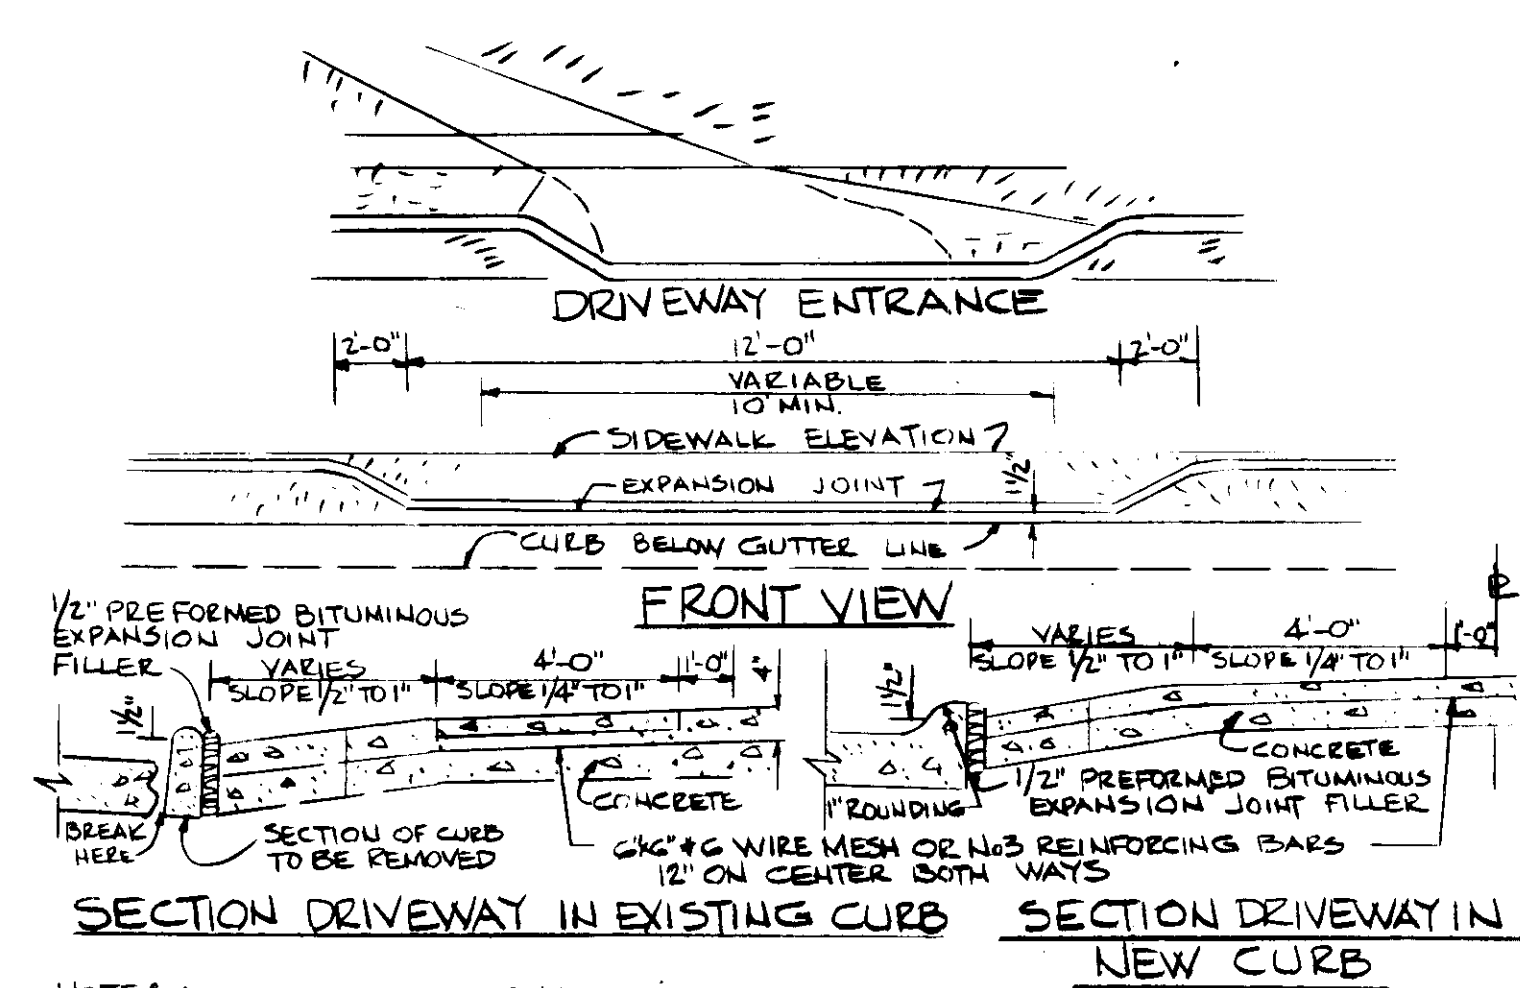 DRIVEWAY ENTRANCE
2'-0" 12'-0" 2'-0"
VARIABLE
10' MIN.
SIDEWALK ELEVATION
1½"
EXPANSION JOINT
CURB BELOW GUTTER LINE
FRONT VIEW
1/2" PREFORMED BITUMINOUS
EXPANSION JOINT
FILLER
VARIES 4'-0" 1'-0" 4"
SLOPE 1/2" TO 1" SLOPE 1/4" TO 1"
1½"
CONCRETE
BREAK
HERE
SECTION OF CURB
TO BE REMOVED
VARIES 4'-0" 1'-0"
SLOPE 1/2" TO 1" SLOPE 1/4" TO 1"
1½"
CONCRETE
1/2" PREFORMED BITUMINOUS
EXPANSION JOINT FILLER
1" ROUNDING
6"x6" #6 WIRE MESH OR No3 REINFORCING BARS
12" ON CENTER BOTH WAYS
SECTION DRIVEWAY IN EXISTING CURB
SECTION DRIVEWAY IN
NEW CURB